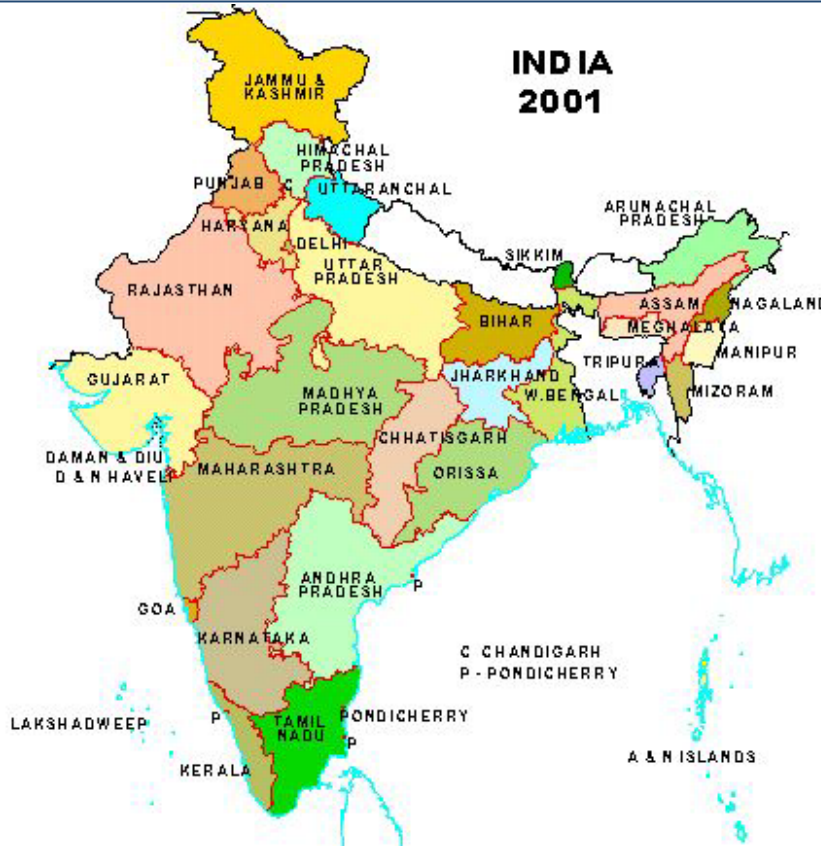 INDIA
2001
JAMMU &
KASHMIR
HIMACHAL
PRADESH
PUNJAB
C
UTTARANCHAL
ARUNACHAL
PRADESH
HARYANA
DELHI
SIKKIM
UTTAR
PRADESH
RAJASTHAN
ASSAM
NAGALAND
BIHAR
MEGHALAYA
TRIPURA
MANIPUR
GUJARAT
JHARKHAND
MADHYA
PRADESH
W.BENGAL
MIZORAM
CHHATISGARH
DAMAN & DIU
D & N HAVELI
MAHARASHTRA
ORISSA
ANDHRA
PRADESH
P
GOA
KARNATAKA
C CHANDIGARH
P - PONDICHERRY
LAKSHADWEEP
P
TAMIL
NADU
PONDICHERRY
P
KERALA
A & N ISLANDS